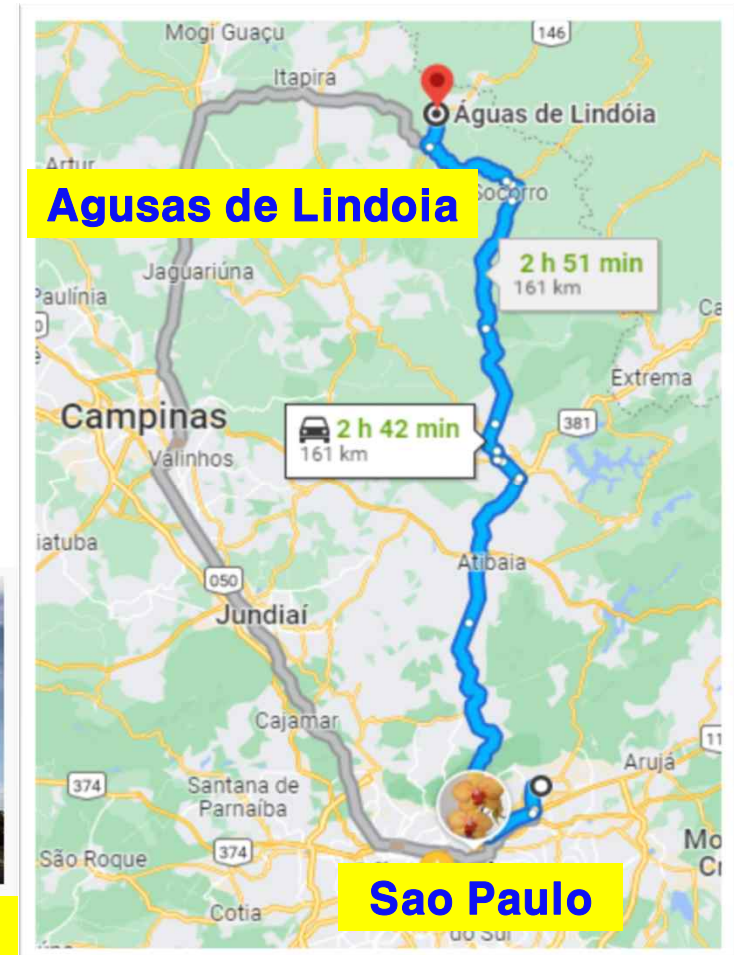 Mogi Guaçu
146
Itapira
Águas de Lindóia
Artur
Agusas de Lindoia
Socorro
2 h 51 min
161 km
Jaguariúna
Paulínia
Ca
Extrema
Campinas
381
2 h 42 min
161 km
Valinhos
iatuba
Atibaia
050
Jundiaí
Cajamar
11
Arujá
374
Santana de
Parnaíba
Mo
Cr
São Roque
374
Sao Paulo
Cotia
do Sul